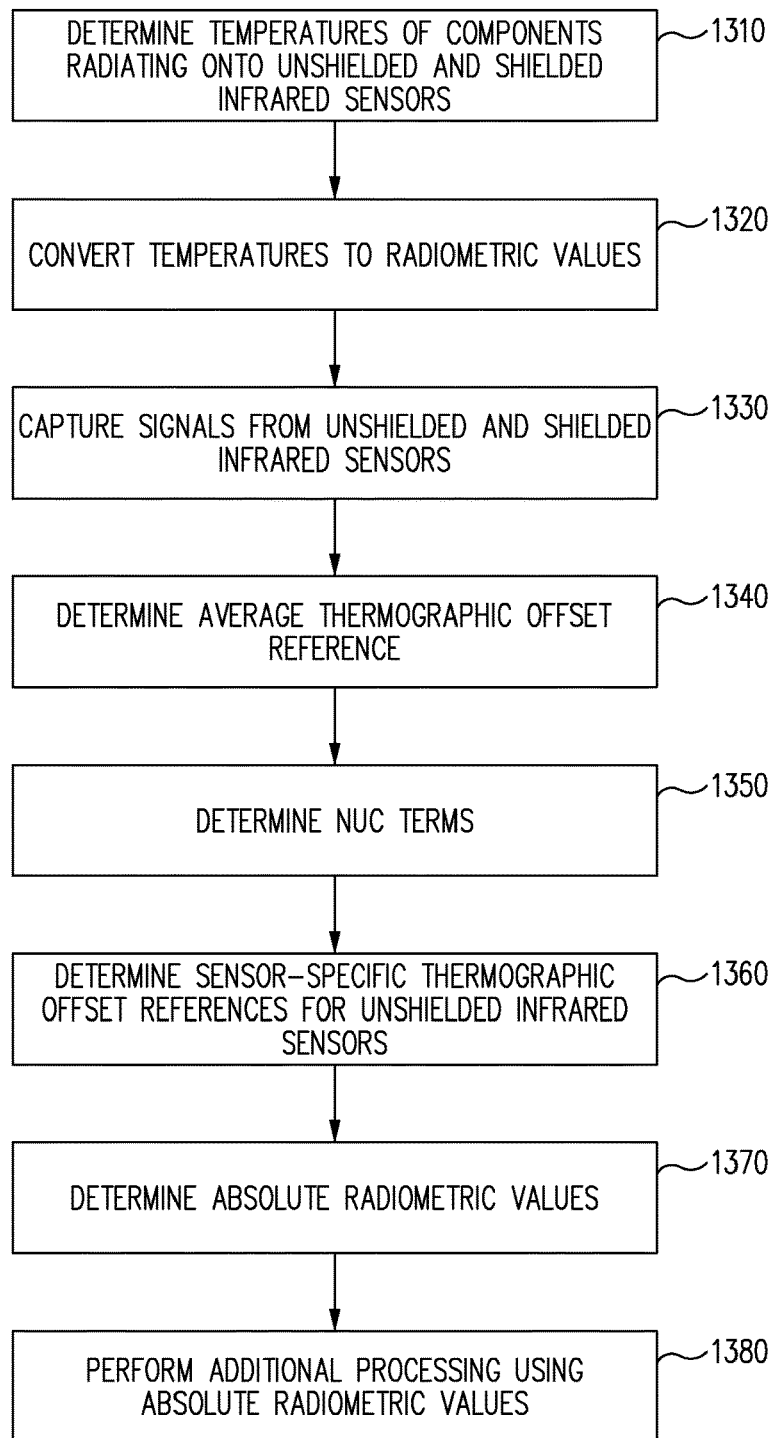 DETERMINE TEMPERATURES OF COMPONENTS
RADIATING ONTO UNSHIELDED AND SHIELDED
INFRARED SENSORS
1310
CONVERT TEMPERATURES TO RADIOMETRIC VALUES
1320
CAPTURE SIGNALS FROM UNSHIELDED AND SHIELDED
INFRARED SENSORS
1330
DETERMINE AVERAGE THERMOGRAPHIC OFFSET
REFERENCE
1340
DETERMINE NUC TERMS
1350
DETERMINE SENSOR-SPECIFIC THERMOGRAPHIC
OFFSET REFERENCES FOR UNSHIELDED INFRARED
SENSORS
1360
DETERMINE ABSOLUTE RADIOMETRIC VALUES
1370
PERFORM ADDITIONAL PROCESSING USING
ABSOLUTE RADIOMETRIC VALUES
1380